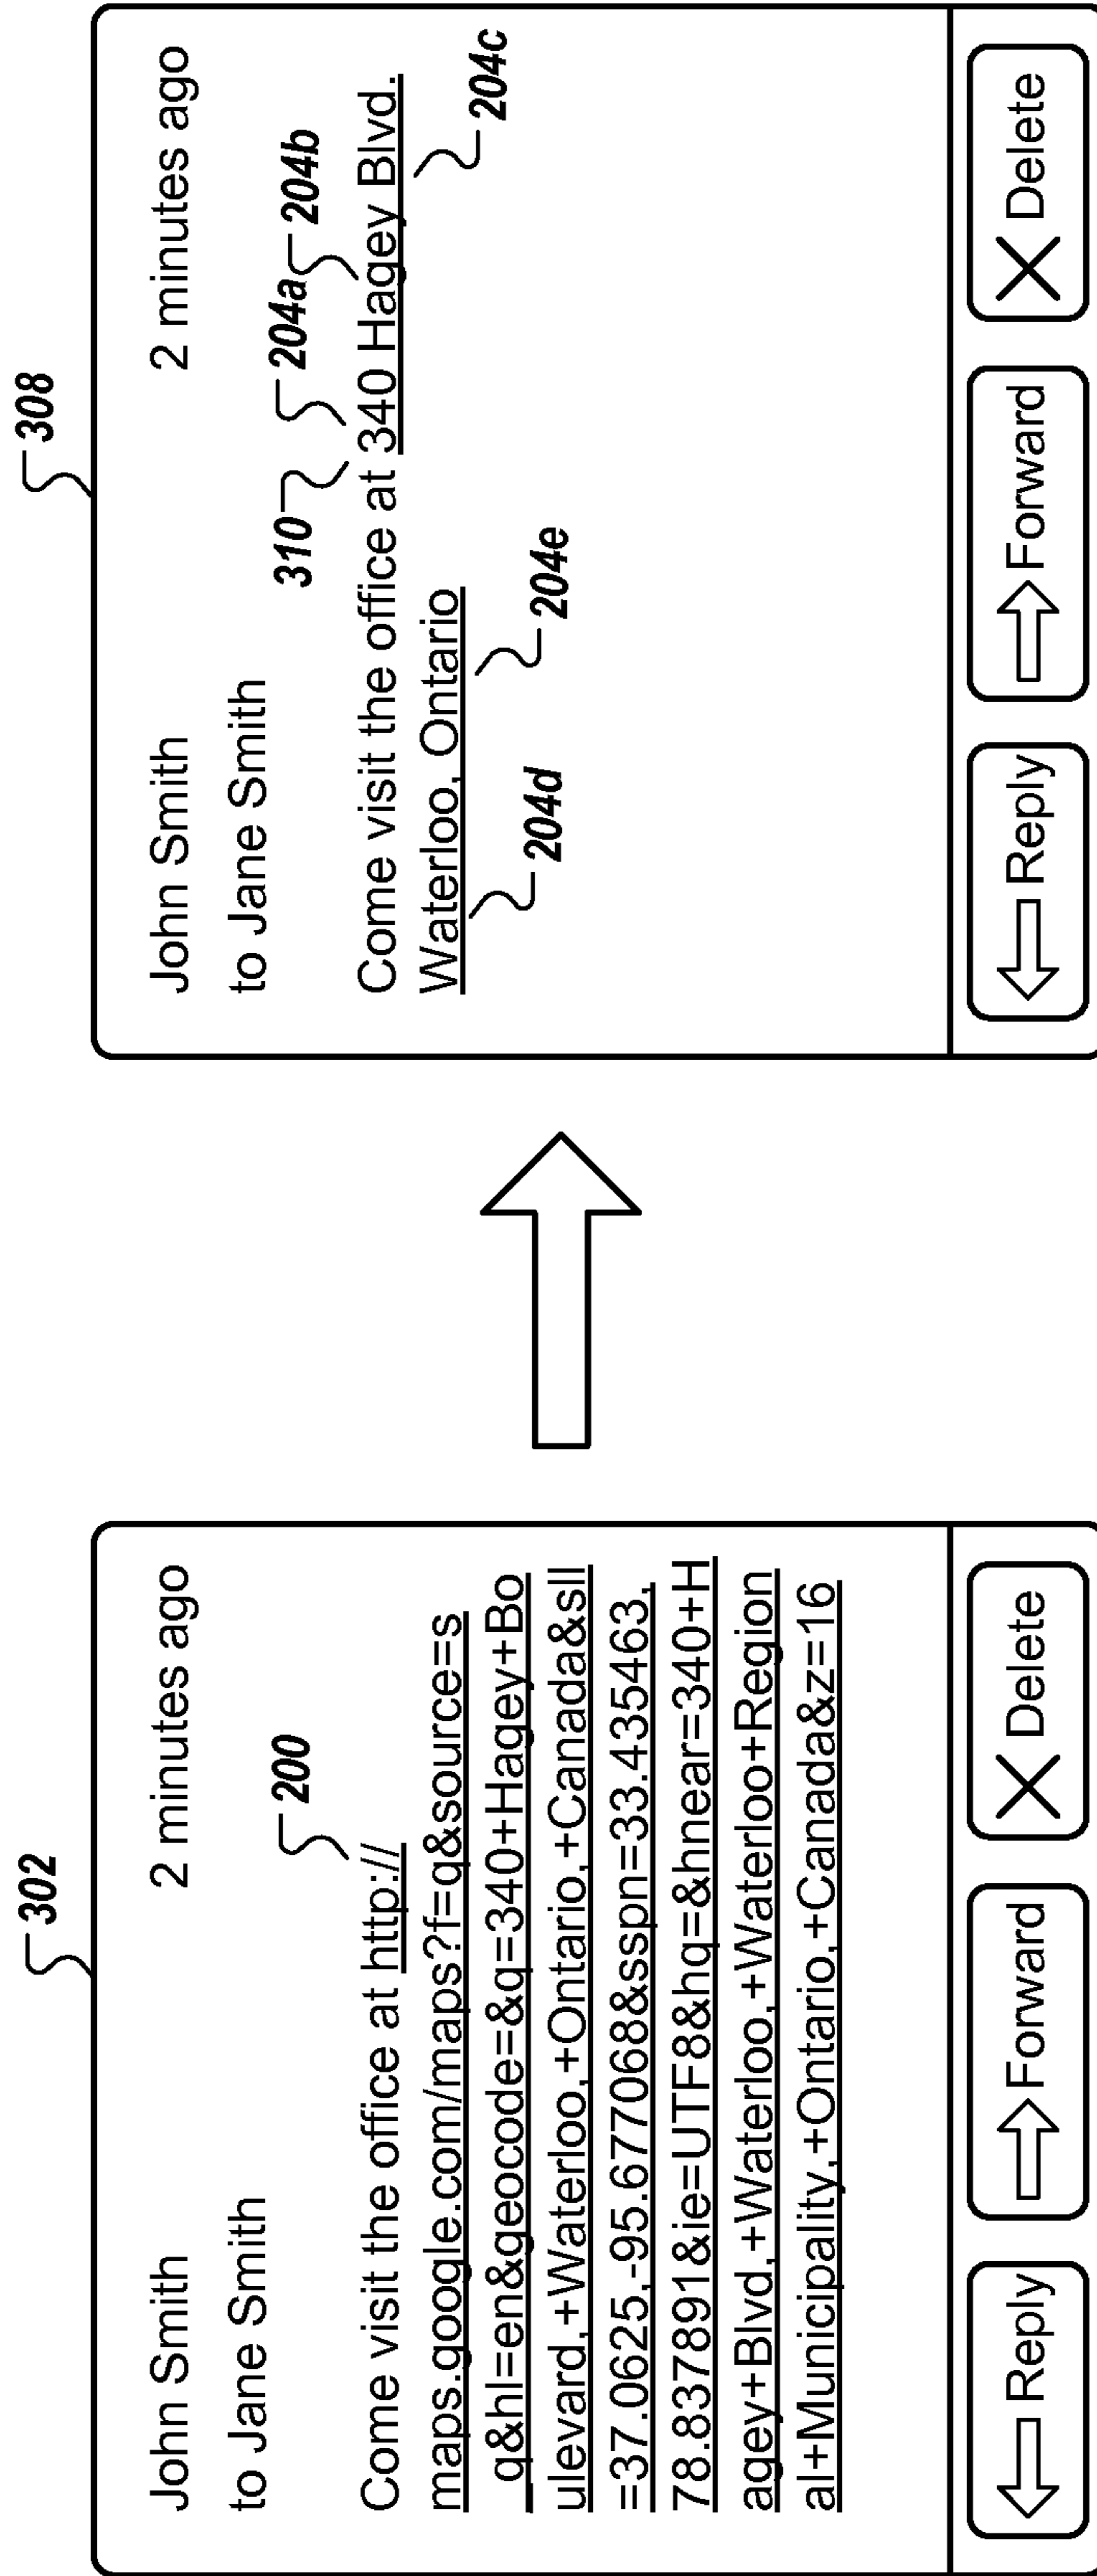 302
John Smith 2 minutes ago
to Jane Smith
200
Come visit the office at http://
maps.google.com/maps?f=q&source=s
_q&hl=en&geocode=&q=340+Hagey+Bo
ulevard,+Waterloo,+Ontario,+Canada&sll
=37.0625,-95.677068&sspn=33.435463,
78.837891&ie=UTF8&hq=&hnear=340+H
agey+Blvd,+Waterloo,+Waterloo+Region
al+Municipality,+Ontario,+Canada&z=16
Reply Forward Delete
308
John Smith 2 minutes ago
to Jane Smith
310 204a 204b
Come visit the office at 340 Hagey Blvd.
204c
Waterloo, Ontario
204d 204e
Reply Forward Delete